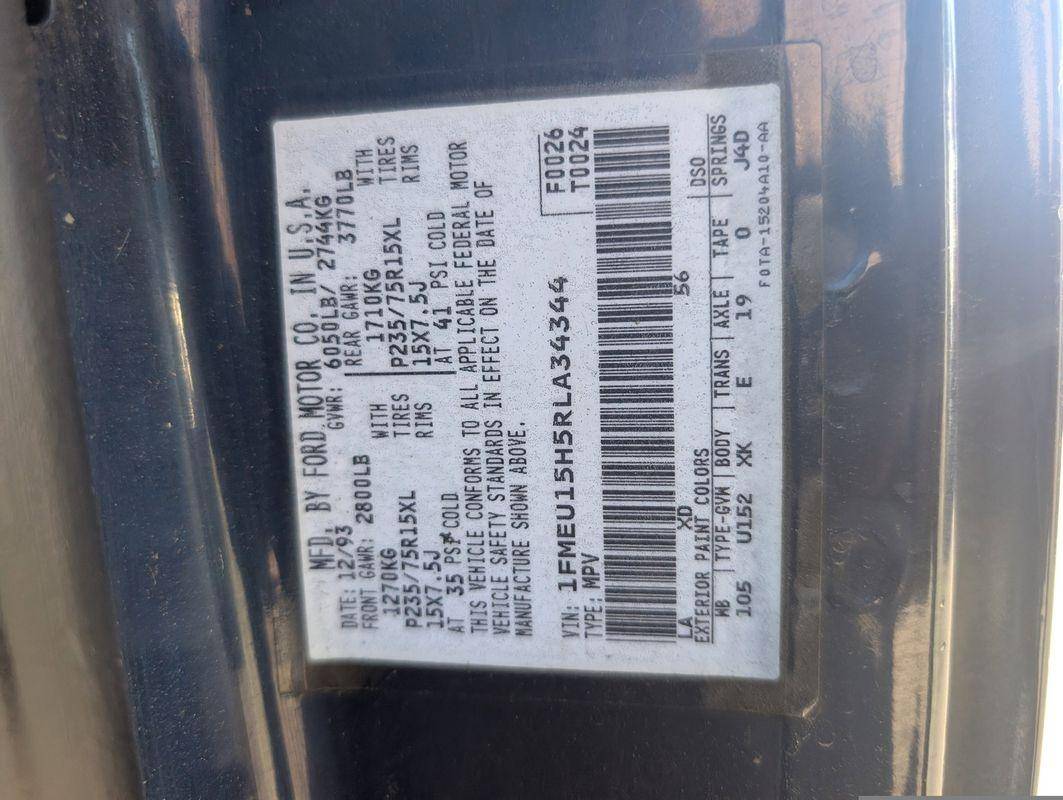 MFD. BY FORD MOTOR CO. IN U.S.A.
DATE: 12/93 GVWR: 6050LB/ 2744KG
FRONT GAWR: 2800LB REAR GAWR: 3770LB
1270KG WITH 1710KG WITH
P235/75R15XL TIRES P235/75R15XL TIRES
15X7.5J RIMS 15X7.5J RIMS
AT 35 PSI COLD AT 41 PSI COLD
THIS VEHICLE CONFORMS TO ALL APPLICABLE FEDERAL MOTOR
VEHICLE SAFETY STANDARDS IN EFFECT ON THE DATE OF
MANUFACTURE SHOWN ABOVE.
F0026
VIN: 1FMEU15H5RLA34344 T0024
TYPE: MPV
LA XD 56
EXTERIOR PAINT COLORS DSO
WB TYPE-GVW BODY TRANS AXLE TAPE SPRINGS
105 U152 XK E 19 0 J4D
F0TA-15204A10-AA